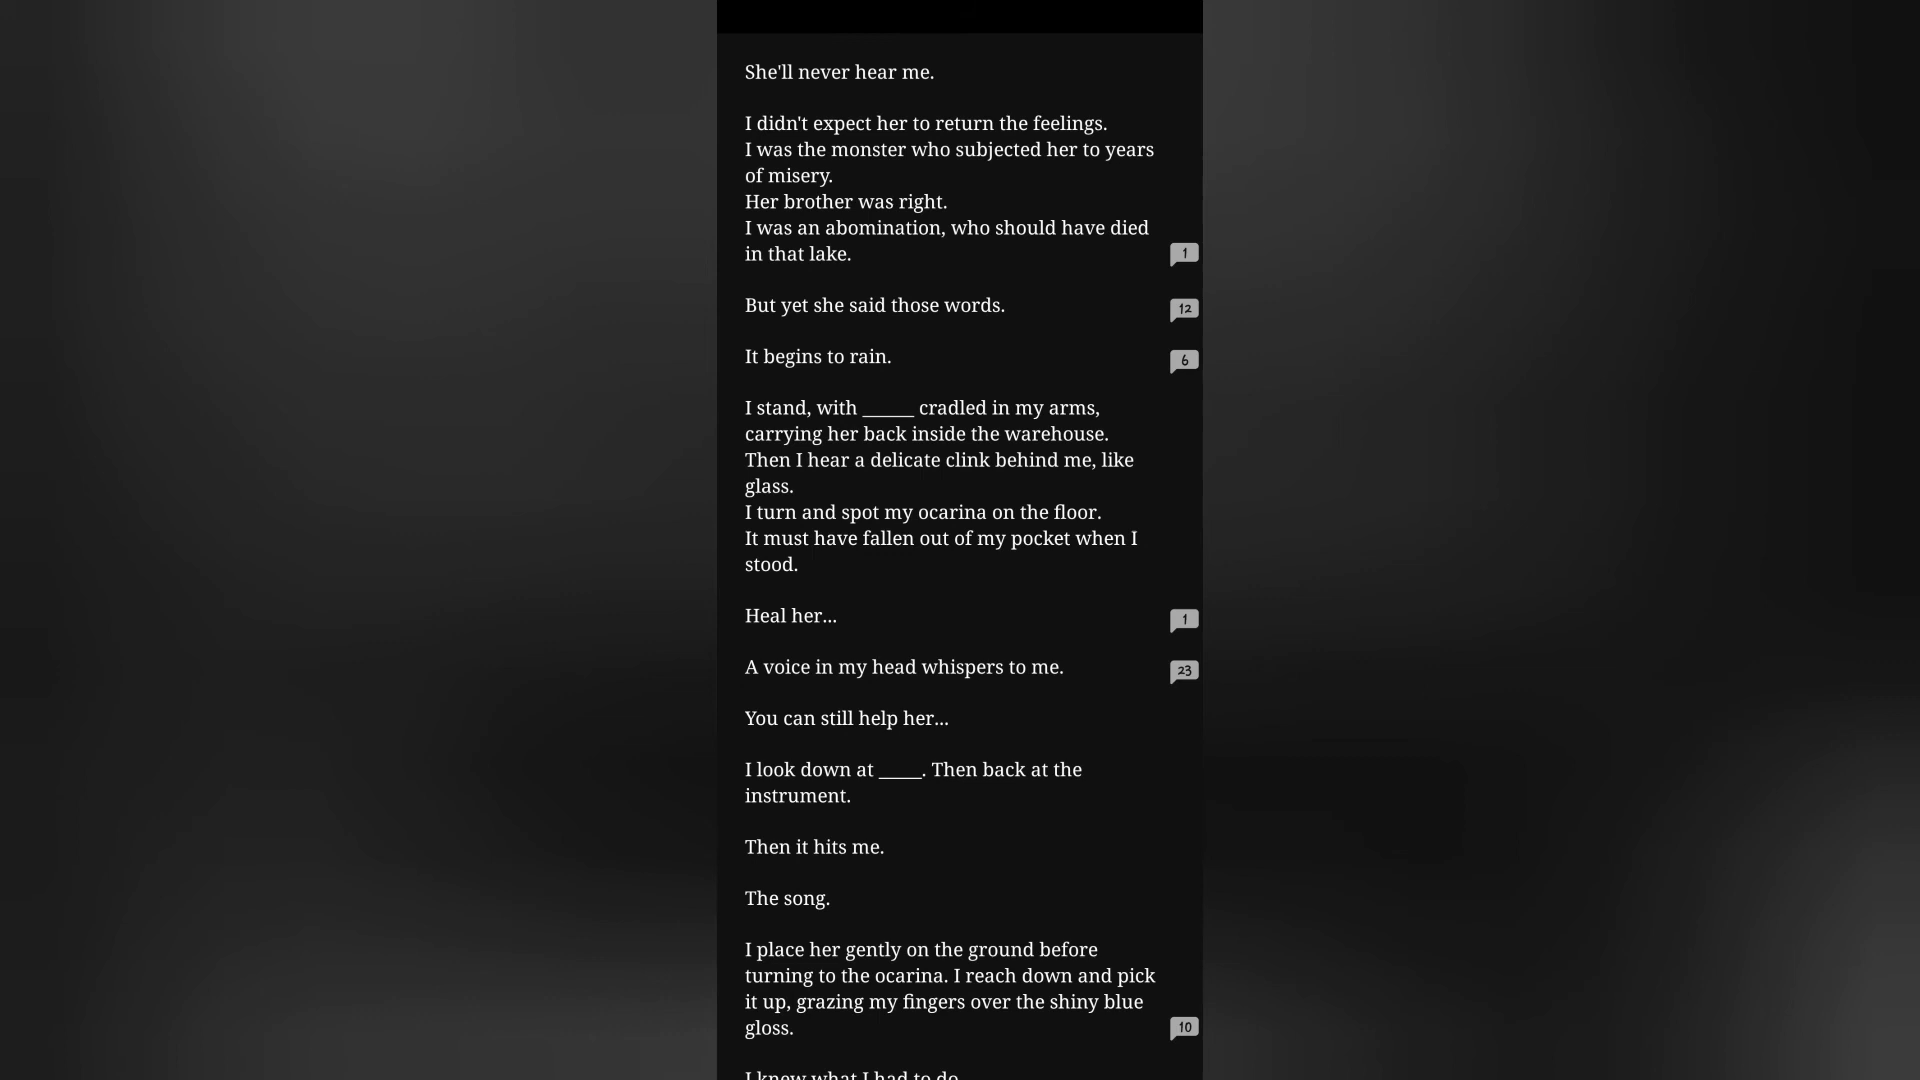 She'll never hear me.
I didn't expect her to return the feelings.
I was the monster who subjected her to years
of misery.
Her brother was right.
I was an abomination, who should have died
in that lake.
1
But yet she said those words.
12
It begins to rain.
6
I stand, with ______ cradled in my arms,
carrying her back inside the warehouse.
Then I hear a delicate clink behind me, like
glass.
I turn and spot my ocarina on the floor.
It must have fallen out of my pocket when I
stood.
Heal her...
1
A voice in my head whispers to me.
23
You can still help her...
I look down at _____. Then back at the
instrument.
Then it hits me.
The song.
I place her gently on the ground before
turning to the ocarina. I reach down and pick
it up, grazing my fingers over the shiny blue
gloss.
10
I knew what I had to do